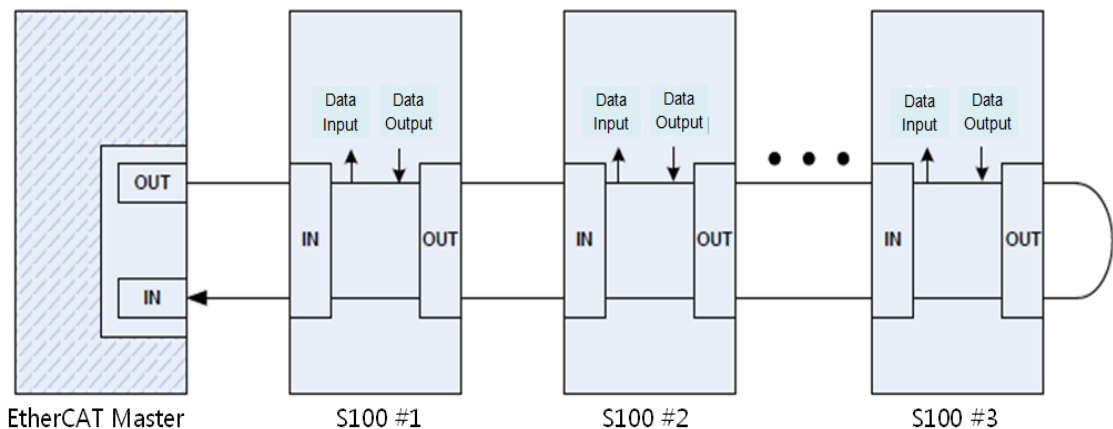 Data
Input
Data
Output
Data
Input
Data
Output
Data
Input
Data
Output
OUT
IN
IN
OUT
IN
OUT
IN
OUT
EtherCAT Master
S100 #1
S100 #2
S100 #3